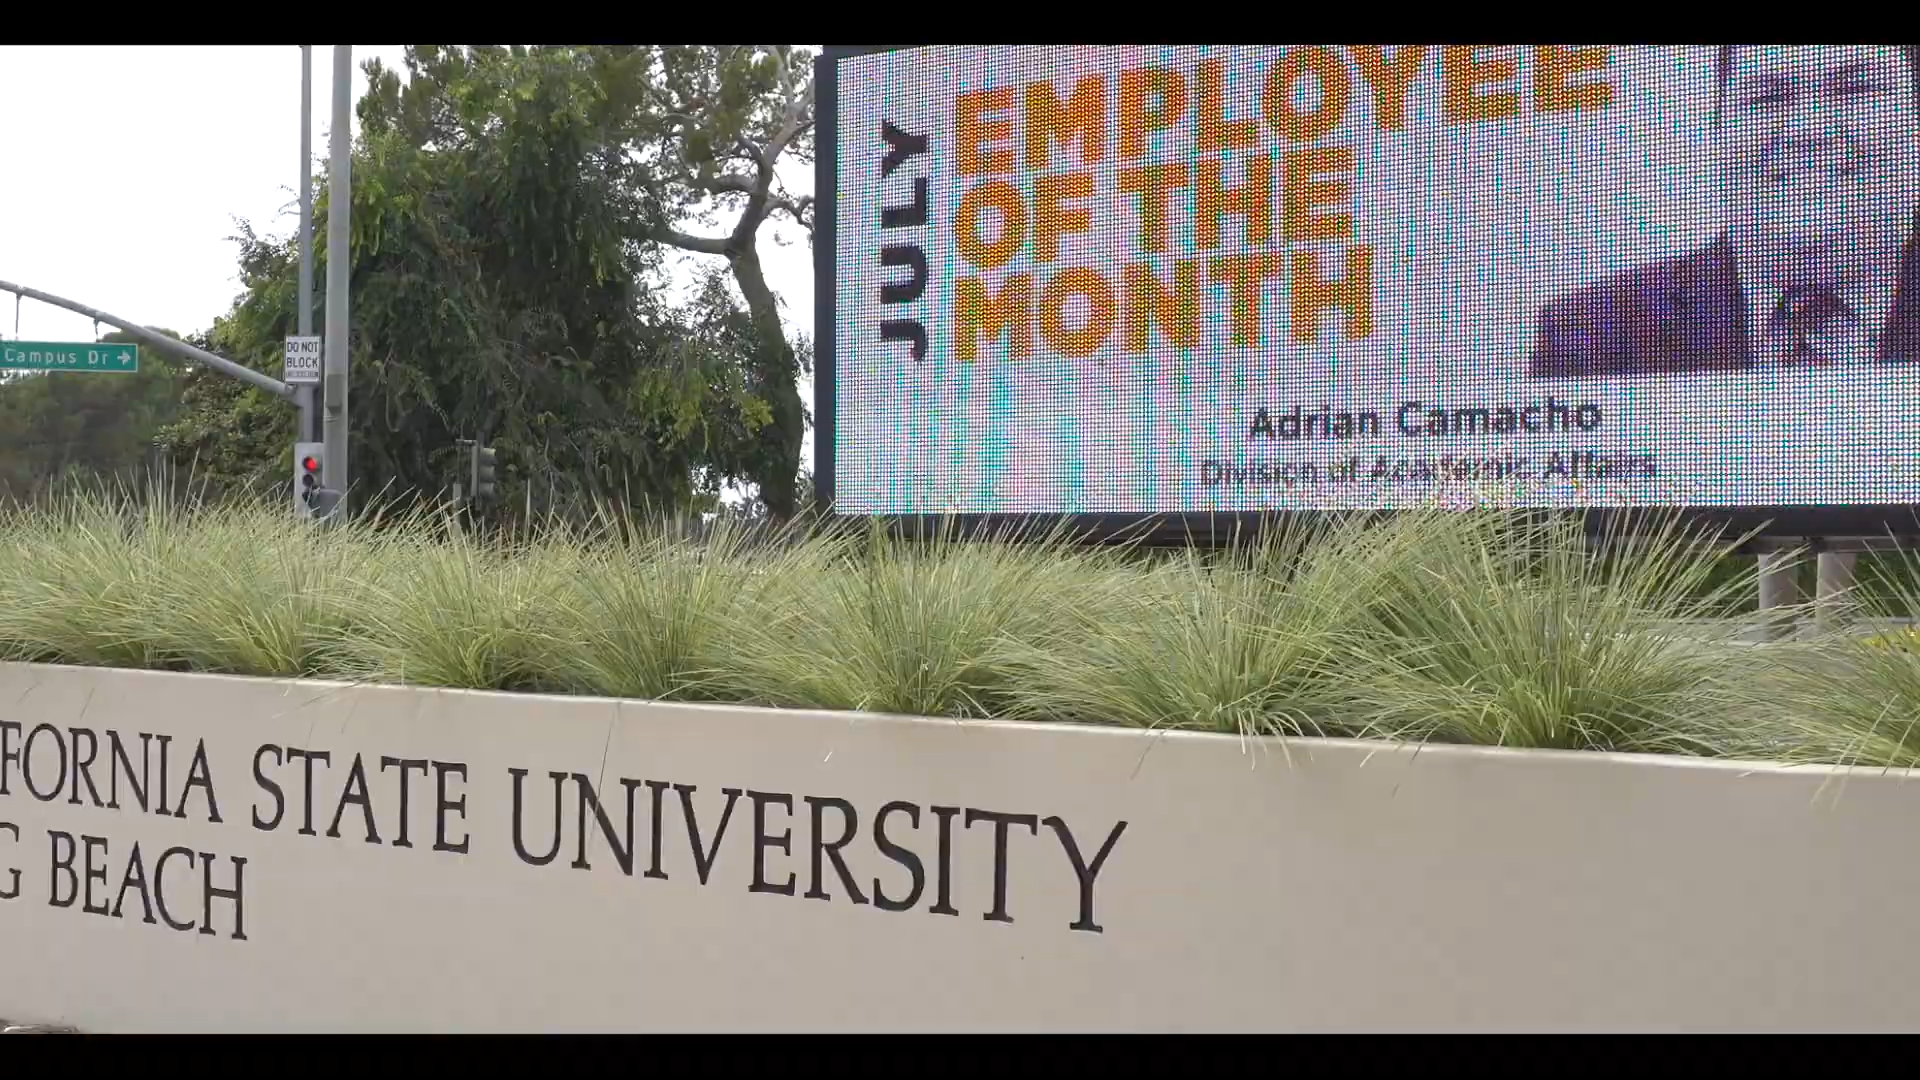 Campus Dr →
DO NOT
BLOCK
JULY
EMPLOYEE
OF THE
MONTH
Adrian Camacho
Division of Academic Affairs
IFORNIA STATE UNIVERSITY
G BEACH